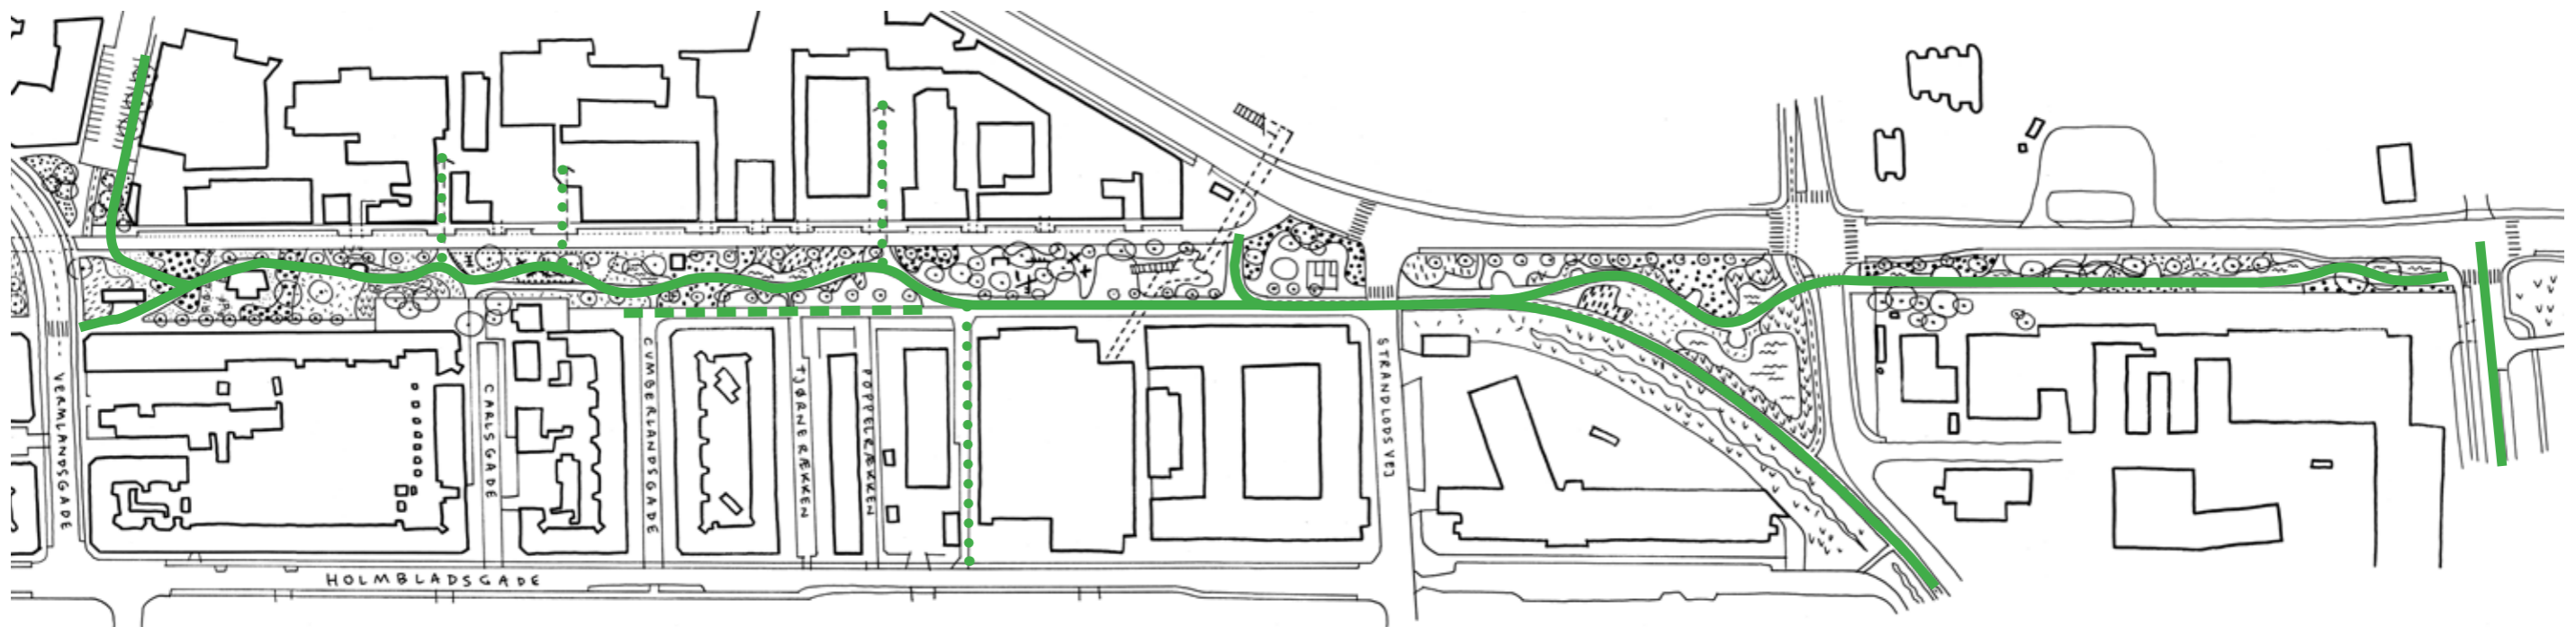 VERMLANDSGADE
CARLSGADE
CUMBERLANDSGADE
TJØRNERÆKKEN
POPPELRÆKKEN
STRANDLODSVEJ
HOLMBLADSGADE